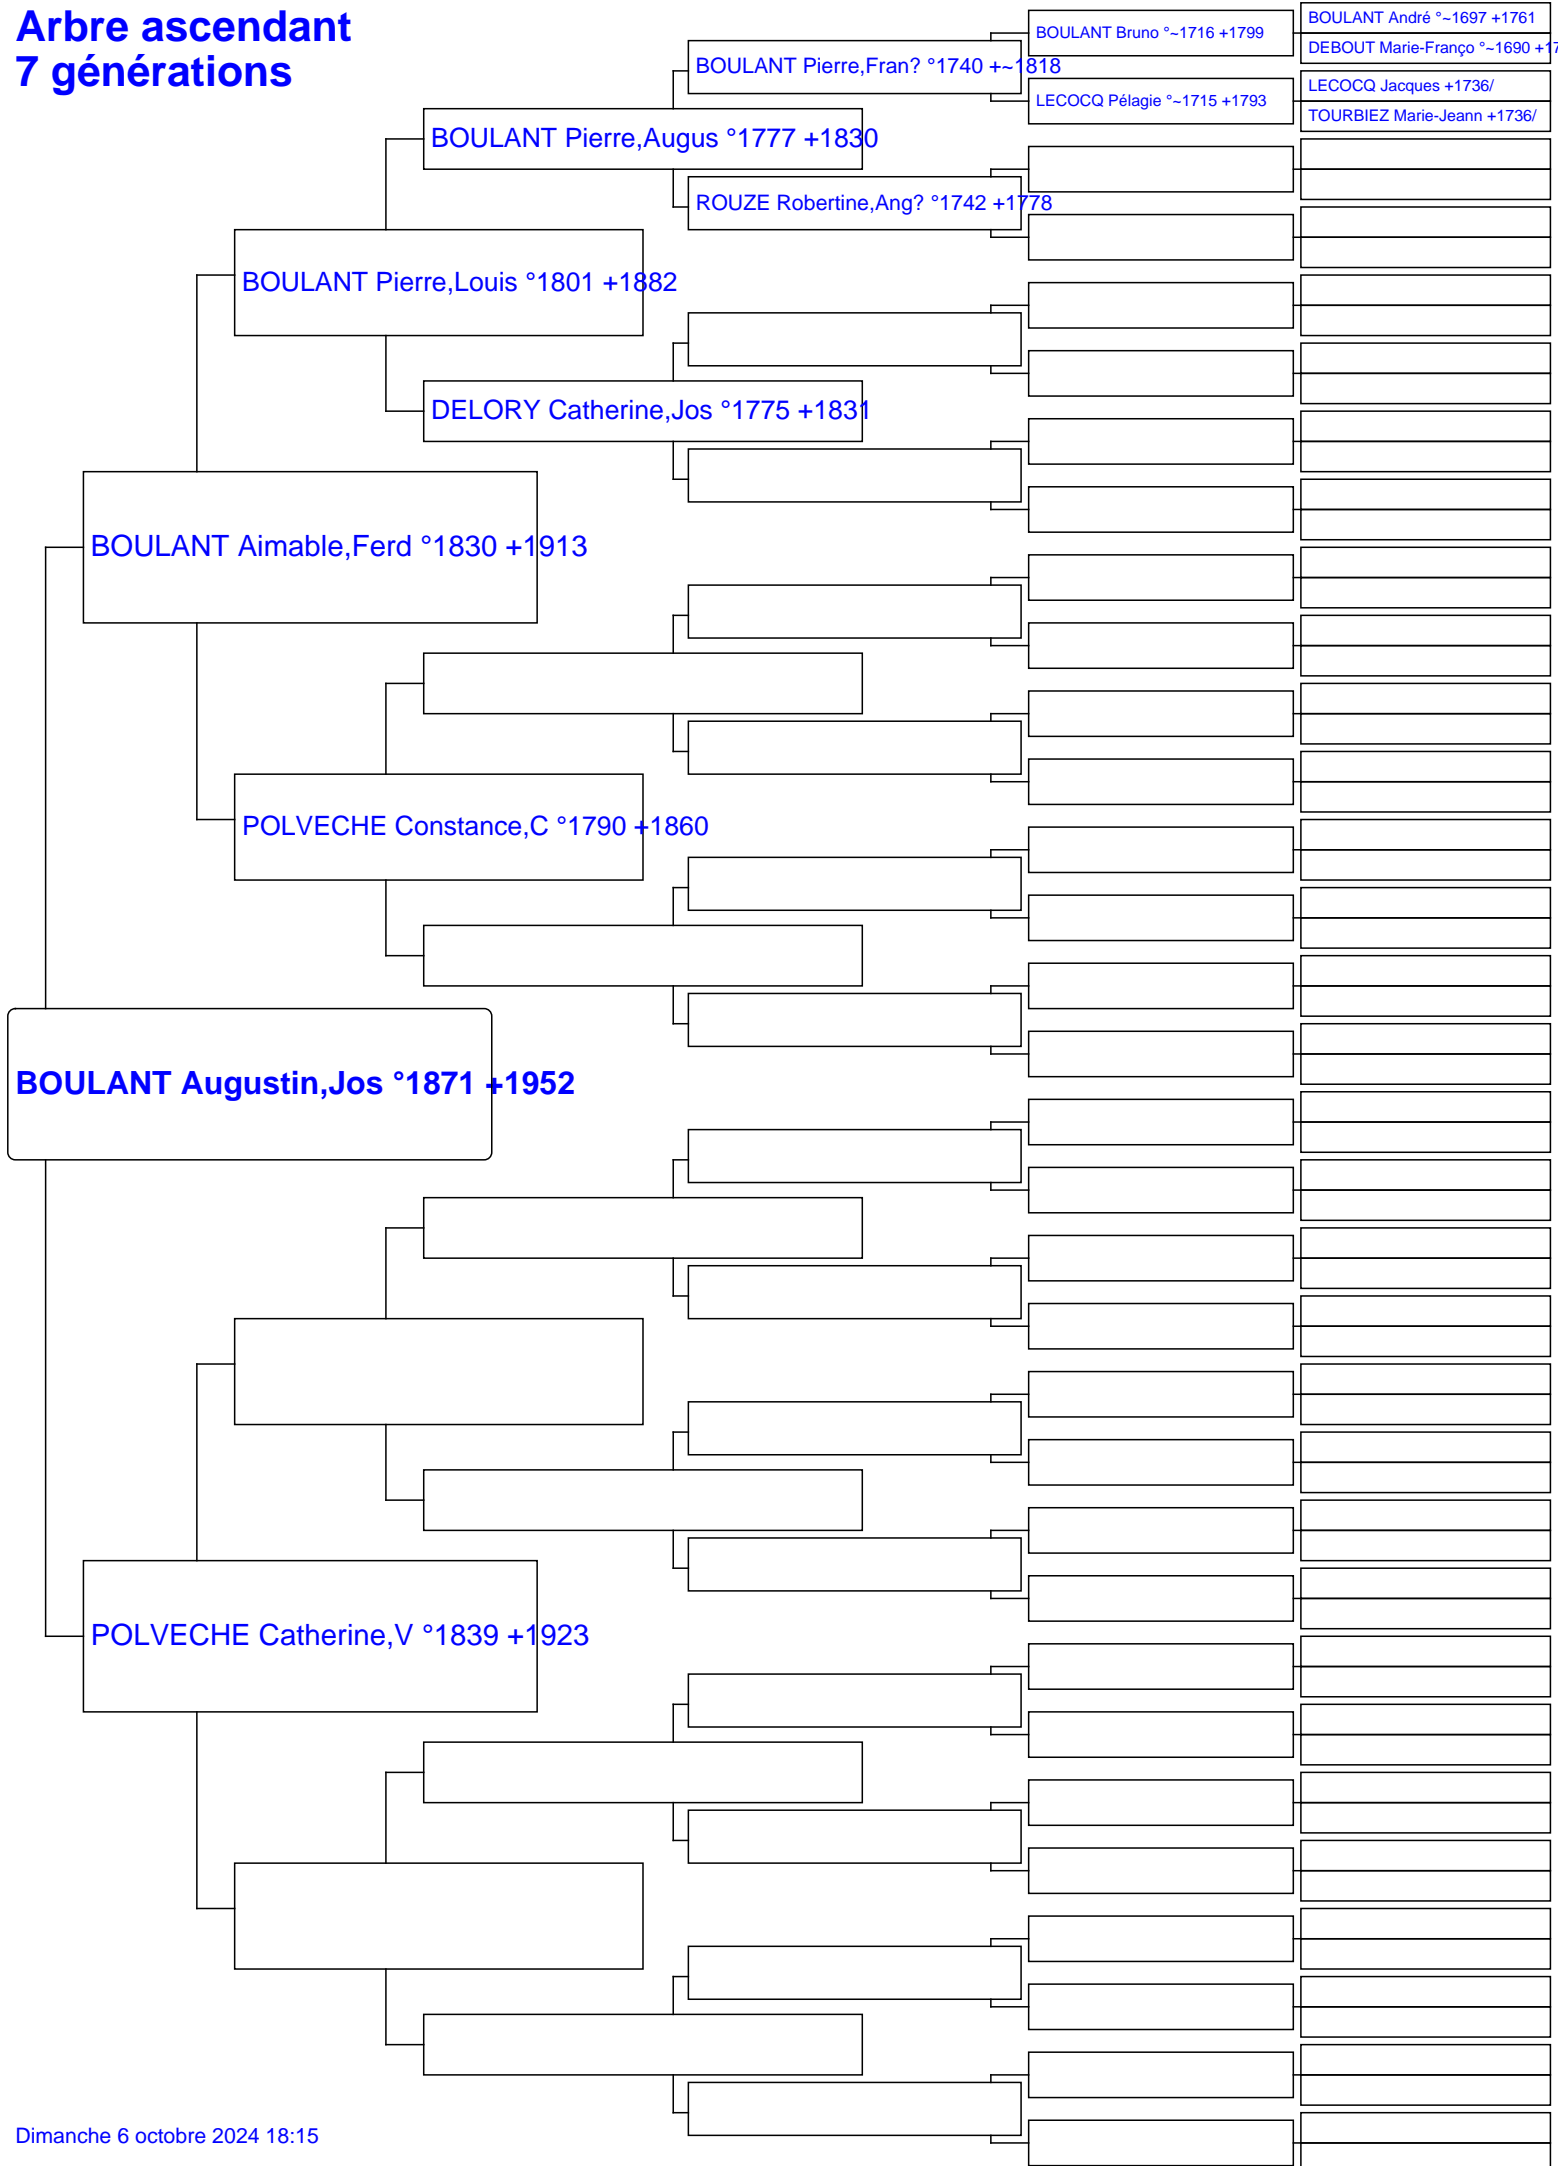 Arbre ascendant
7 générations
BOULANT André °~1697 +1761
BOULANT Bruno °~1716 +1799
DEBOUT Marie-Franço °~1690 +17
BOULANT Pierre,Fran? °1740 +~1818
LECOCQ Jacques +1736/
LECOCQ Pélagie °~1715 +1793
TOURBIEZ Marie-Jeann +1736/
BOULANT Pierre,Augus °1777 +1830
ROUZE Robertine,Ang? °1742 +1778
BOULANT Pierre,Louis °1801 +1882
DELORY Catherine,Jos °1775 +1831
BOULANT Aimable,Ferd °1830 +1913
POLVECHE Constance,C °1790 +1860
BOULANT Augustin,Jos °1871 +1952
POLVECHE Catherine,V °1839 +1923
Dimanche 6 octobre 2024 18:15